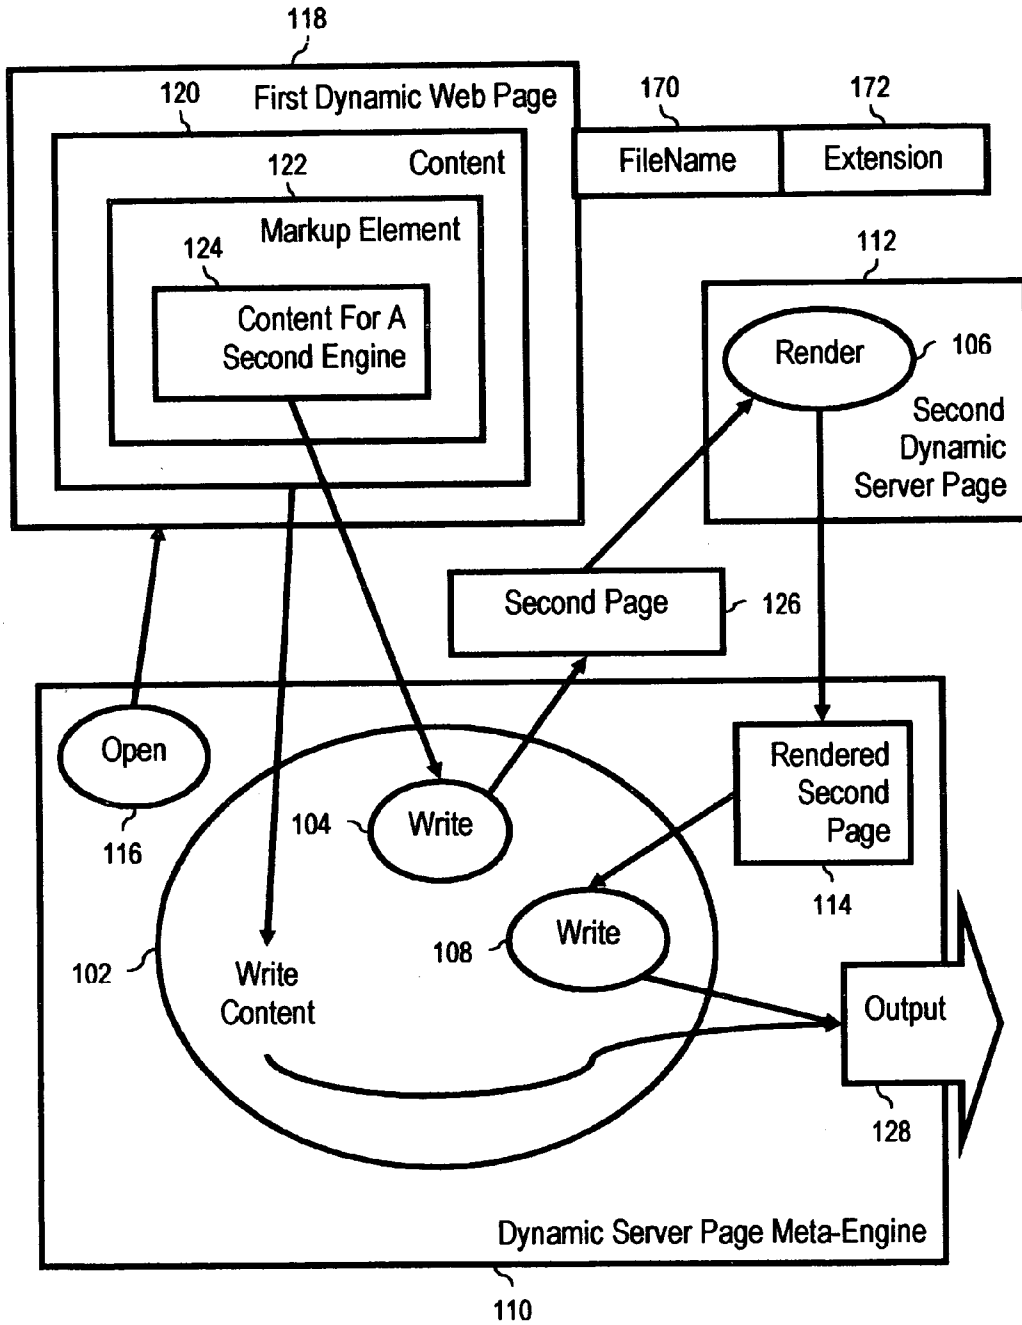 118
First Dynamic Web Page
120
Content
122
Markup Element
124
Content For A
Second Engine
170
172
FileName
Extension
112
Render
106
Second
Dynamic
Server Page
Second Page
126
Open
116
104
Write
Rendered
Second
Page
114
108
Write
102
Write
Content
Output
128
Dynamic Server Page Meta-Engine
110